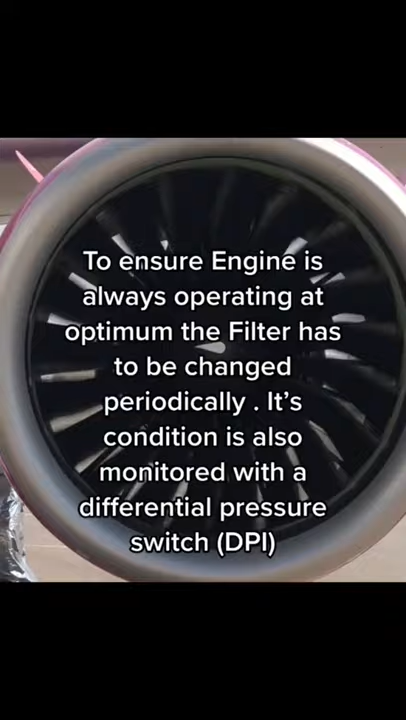 To ensure Engine is
always operating at
optimum the Filter has
to be changed
periodically . It's
condition is also
monitored with a
differential pressure
switch (DPI)